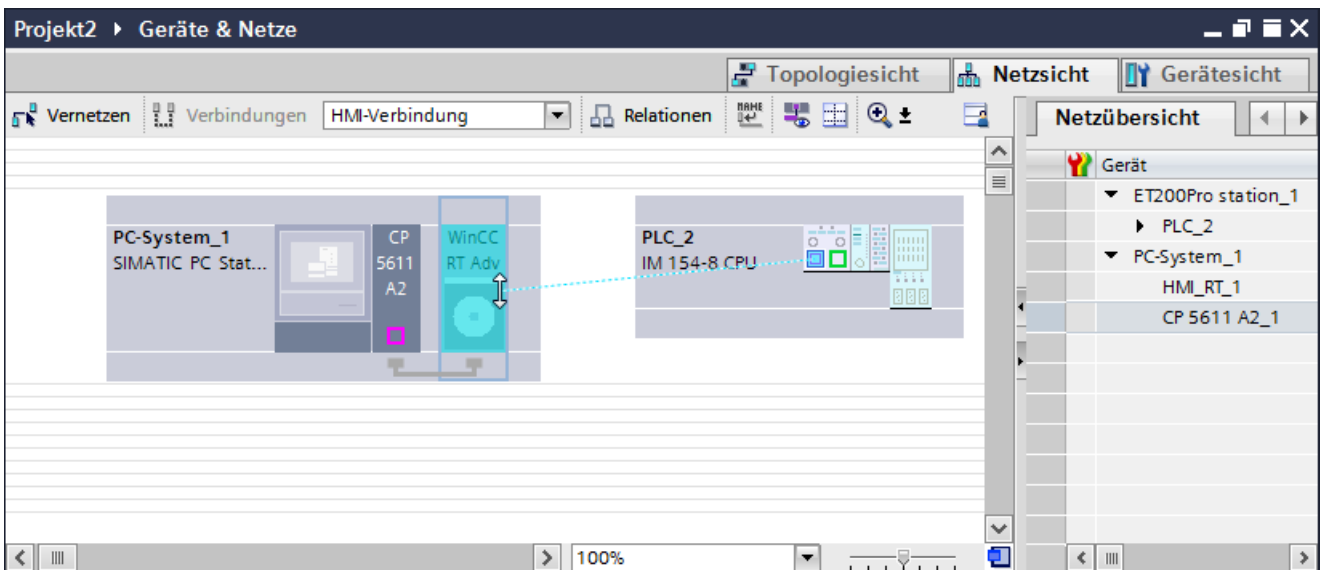 Projekt2 ▸ Geräte & Netze
Topologiesicht
Netzsicht
Gerätesicht
Vernetzen
Verbindungen
HMI-Verbindung
Relationen
NAME
Netzübersicht
Gerät
ET200Pro station_1
PLC_2
PC-System_1
HMI_RT_1
CP 5611 A2_1
PC-System_1
SIMATIC PC Stat...
CP
5611
A2
WinCC
RT Adv
PLC_2
IM 154-8 CPU
100%